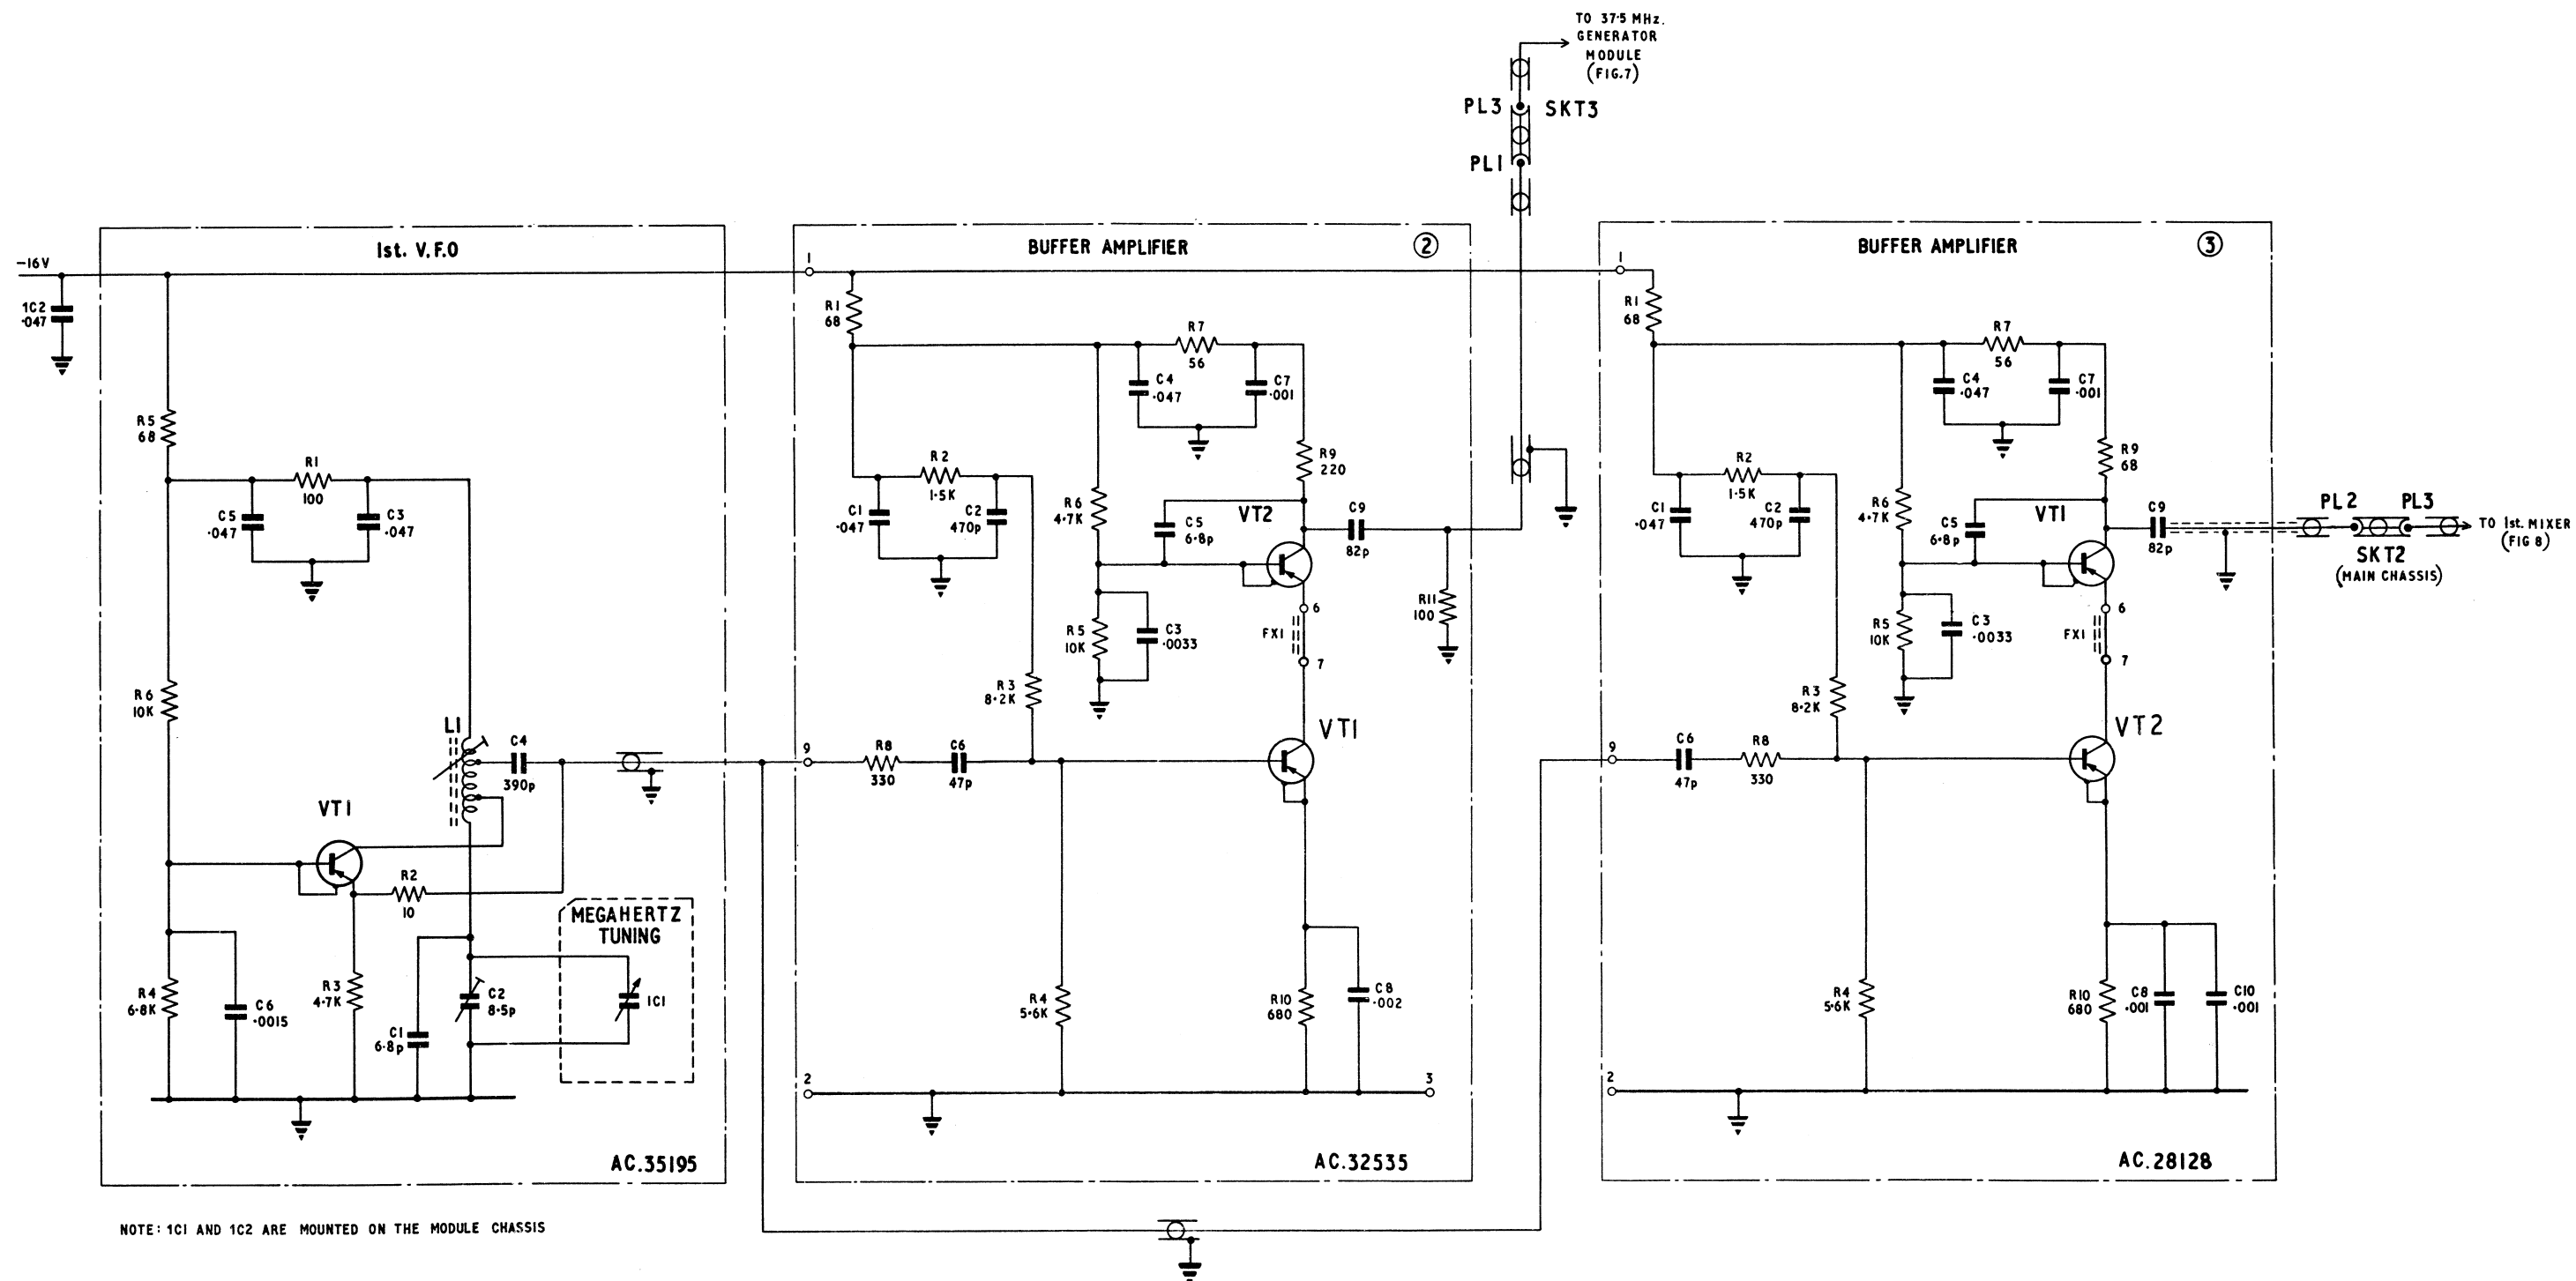 TO 37·5 MHz.
GENERATOR
MODULE
(FIG.7)
PL3
SKT3
PL1
-16V
1C2
·047
1st. V.F.O
R5
68
R1
100
C5
·047
C3
·047
R6
10K
L1
C4
390p
VT1
R2
10
MEGAHERTZ
TUNING
R4
6·8K
C6
·0015
R3
4·7K
C1
6·8p
C2
8·5p
1C1
AC.35195
BUFFER AMPLIFIER
2
1
R1
68
R7
56
C4
·047
C7
·001
R2
1·5K
C1
·047
C2
470p
R6
4·7K
C5
6·8p
VT2
R9
220
C9
82p
R11
100
R5
10K
C3
·0033
6
FX1
7
R3
8·2K
9
R8
330
C6
47p
VT1
R4
5·6K
R10
680
C8
·002
2
3
AC.32535
BUFFER AMPLIFIER
3
1
R1
68
R7
56
C4
·047
C7
·001
R2
1·5K
C1
·047
C2
470p
R6
4·7K
C5
6·8p
VT1
R9
68
C9
82p
PL2
PL3
TO 1st. MIXER
(FIG 8)
SKT2
(MAIN CHASSIS)
R5
10K
C3
·0033
6
FX1
7
R3
8·2K
9
C6
47p
R8
330
VT2
R4
5·6K
R10
680
C8
·001
C10
·001
2
AC.28128
NOTE: 1C1 AND 1C2 ARE MOUNTED ON THE MODULE CHASSIS